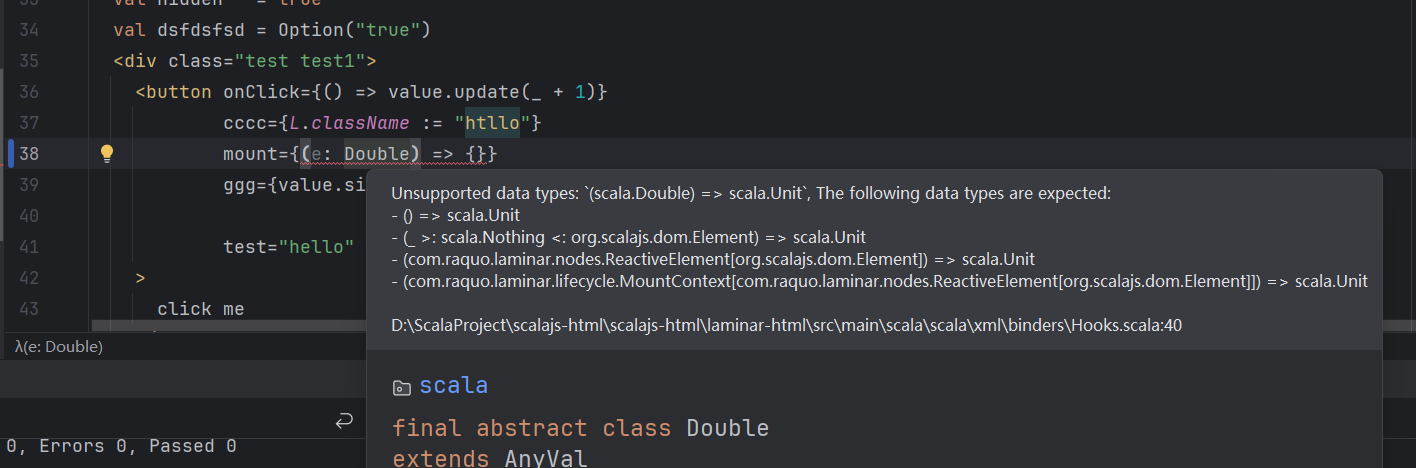 val hidden = true
34 val dsfdsfsd = Option("true")
35 <div class="test test1">
36 <button onClick={() => value.update(_ + 1)}
37 cccc={L.className := "htllo"}
38 mount={(e: Double) => {}}
39 ggg={value.si
40
41 test="hello"
42 >
43 click me
Unsupported data types: `(scala.Double) => scala.Unit`, The following data types are expected:
- () => scala.Unit
- (_ >: scala.Nothing <: org.scalajs.dom.Element) => scala.Unit
- (com.raquo.laminar.nodes.ReactiveElement[org.scalajs.dom.Element]) => scala.Unit
- (com.raquo.laminar.lifecycle.MountContext[com.raquo.laminar.nodes.ReactiveElement[org.scalajs.dom.Element]]) => scala.Unit
D:\ScalaProject\scalajs-html\scalajs-html\laminar-html\src\main\scala\scala\xml\binders\Hooks.scala:40
λ(e: Double)
scala
final abstract class Double
extends AnyVal
0, Errors 0, Passed 0